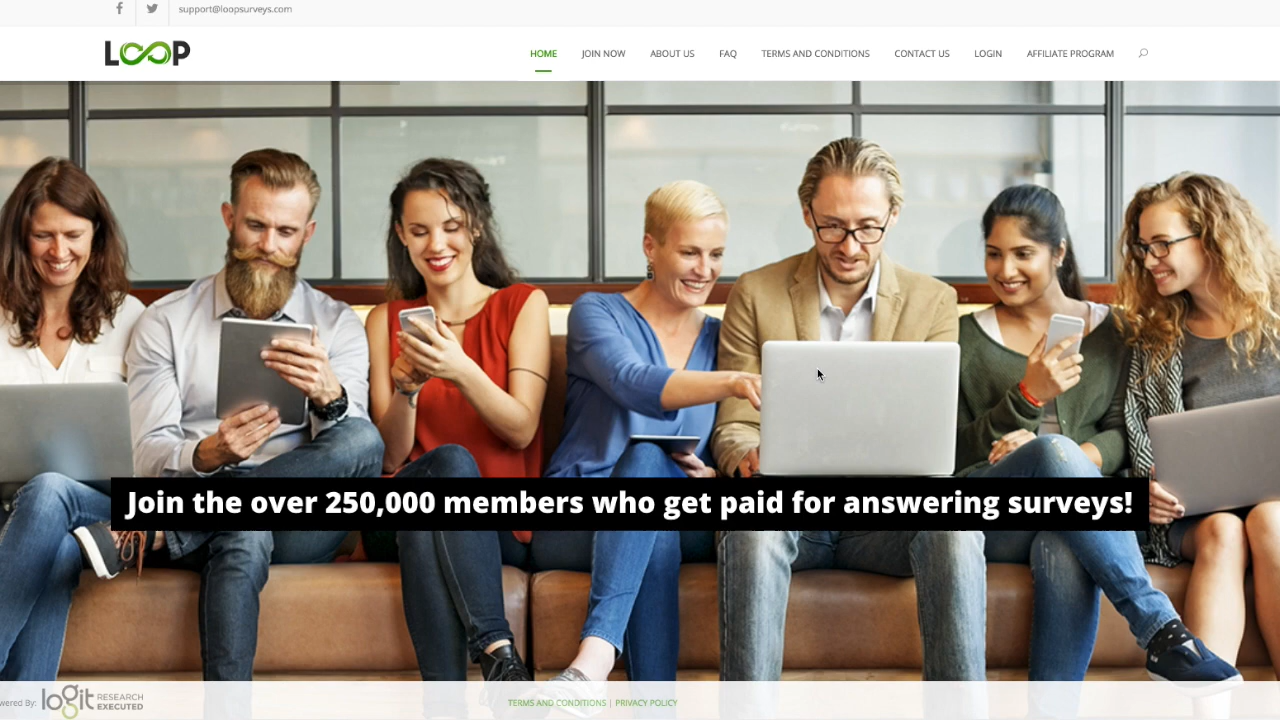 support@loopsurveys.com
LOOP
HOME JOIN NOW ABOUT US FAQ TERMS AND CONDITIONS CONTACT US LOGIN AFFILIATE PROGRAM
Join the over 250,000 members who get paid for answering surveys!
wered By: logit RESEARCH EXECUTED
TERMS AND CONDITIONS | PRIVACY POLICY